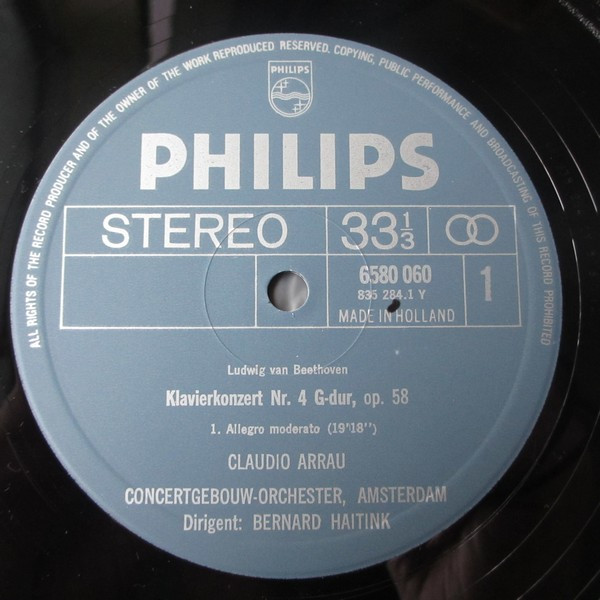 ALL RIGHTS OF THE RECORD PRODUCER AND OF THE OWNER OF THE WORK REPRODUCED RESERVED. COPYING, PUBLIC PERFORMANCE AND BROADCASTING OF THIS RECORD PROHIBITED
PHILIPS
PHILIPS
STEREO 33 1/3
6580 060 1
835 284.1 Y
MADE IN HOLLAND
Ludwig van Beethoven
Klavierkonzert Nr. 4 G-dur, op. 58
1. Allegro moderato (19'18'')
CLAUDIO ARRAU
CONCERTGEBOUW-ORCHESTER, AMSTERDAM
Dirigent: BERNARD HAITINK